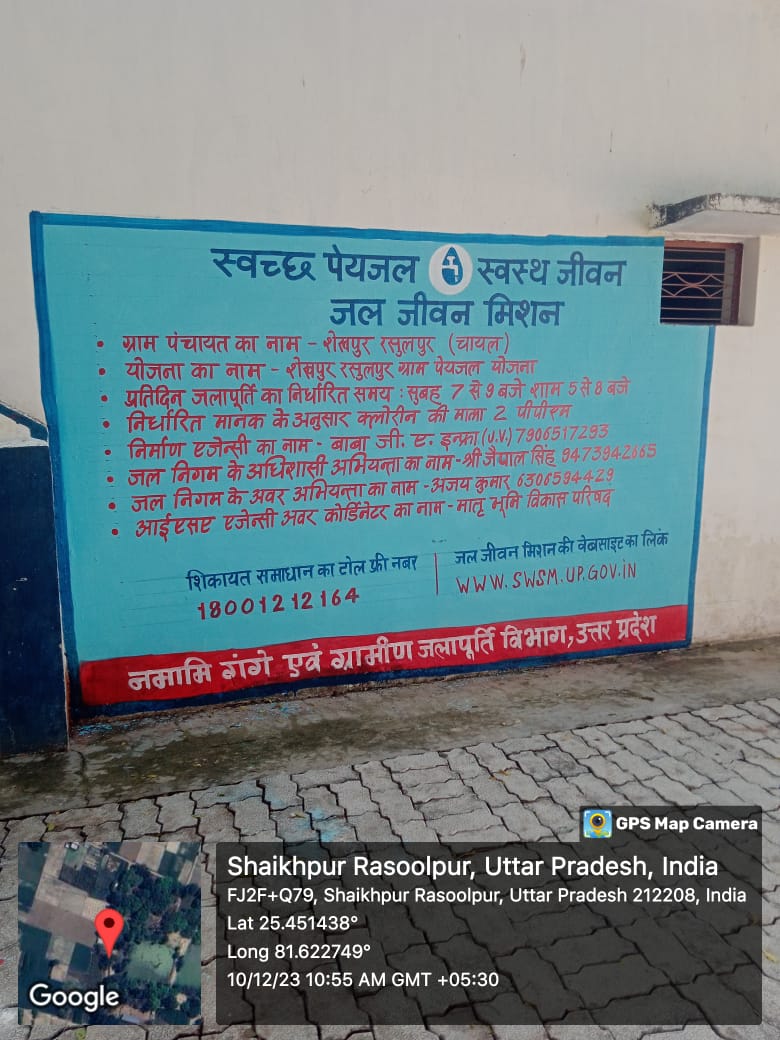 स्वच्छ पेयजल स्वस्थ जीवन
जल जीवन मिशन
• ग्राम पंचायत का नाम - शेखपुर रसुलपुर (चायल)
• योजना का नाम - शेखपुर रसुलपुर ग्राम पेयजल योजना
• प्रतिदिन जलापूर्ति का निर्धारित समय : सुबह 7 से 9 बजे शाम 5 से 8 बजे
• निर्धारित मानक के अनुसार क्लोरीन की मात्रा 2 पीपीएम
• निर्माण एजेन्सी का नाम - बाबा जी. ए. इन्फ्रा (J.V.) 7906517293
• जल निगम के अधिशासी अभियन्ता का नाम - श्री जैपाल सिंह 9473942665
• जल निगम के अवर अभियन्ता का नाम - अजय कुमार 6306594429
• आईएसए एजेन्सी अवर कोर्डिनेटर का नाम - मातृ भूमि विकास परिषद
शिकायत समाधान का टोल फ्री नबर
18001212164
जल जीवन मिशन की वेबसाइट का लिंक
WWW.SWSM.UP.GOV.IN
नमामि गंगे एवं ग्रामीण जलापूर्ति विभाग, उत्तर प्रदेश
GPS Map Camera
Shaikhpur Rasoolpur, Uttar Pradesh, India
FJ2F+Q79, Shaikhpur Rasoolpur, Uttar Pradesh 212208, India
Lat 25.451438°
Long 81.622749°
10/12/23 10:55 AM GMT +05:30
Google